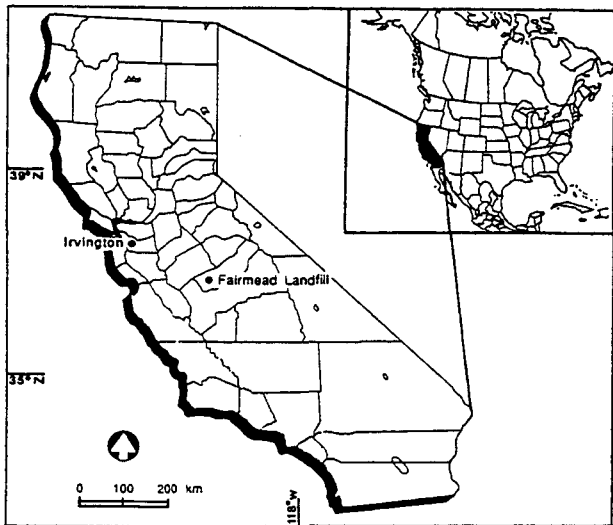 39° N
Irvington
Fairmead Landfill
35° N
0 100 200 km
118° W